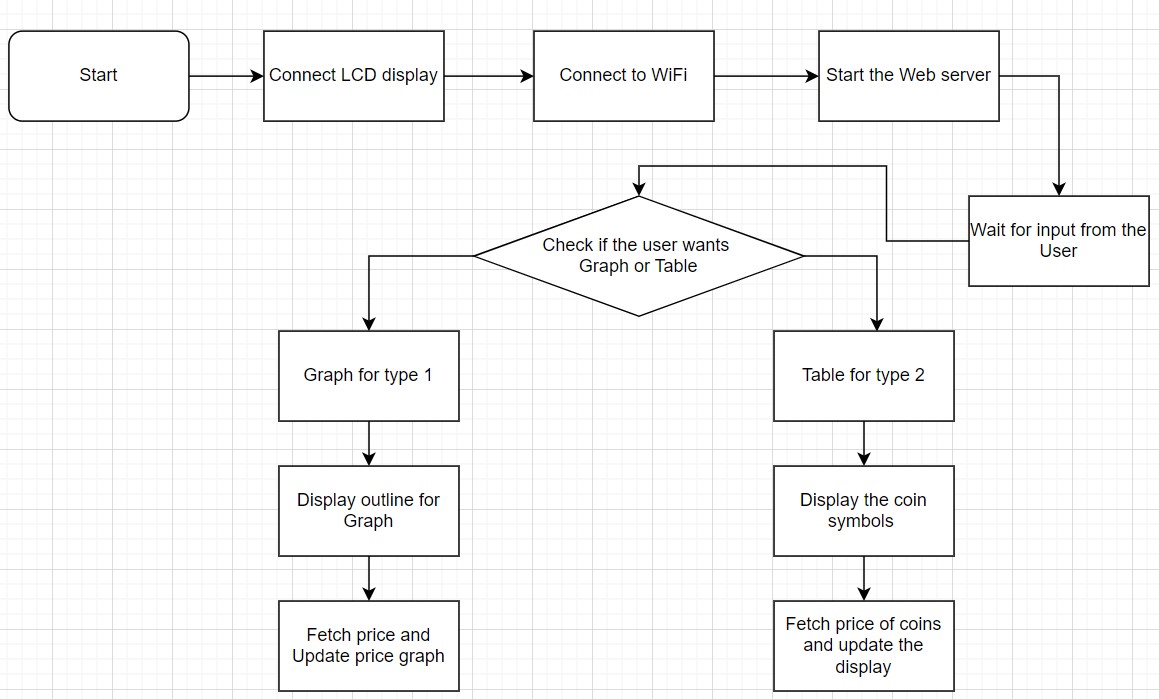 Start
Connect LCD display
Connect to WiFi
Start the Web server
Wait for input from the
User
Check if the user wants
Graph or Table
Graph for type 1
Table for type 2
Display outline for
Graph
Display the coin
symbols
Fetch price and
Update price graph
Fetch price of coins
and update the
display